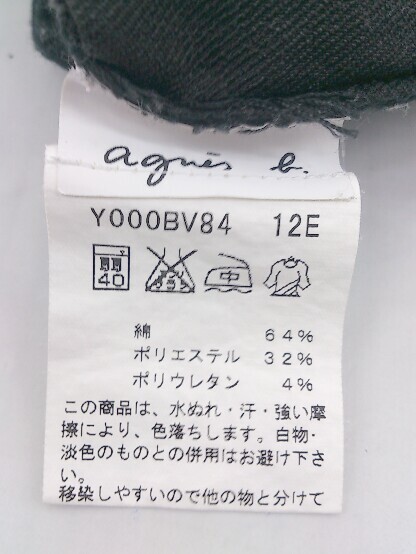 agnès b.
Y000BV84 12E
弱
40
中
綿 64%
ポリエステル 32%
ポリウレタン 4%
この商品は、水ぬれ・汗・強い摩
擦により、色落ちします。白物・
淡色のものとの併用はお避け下さ
い。
移染しやすいので他の物と分けて